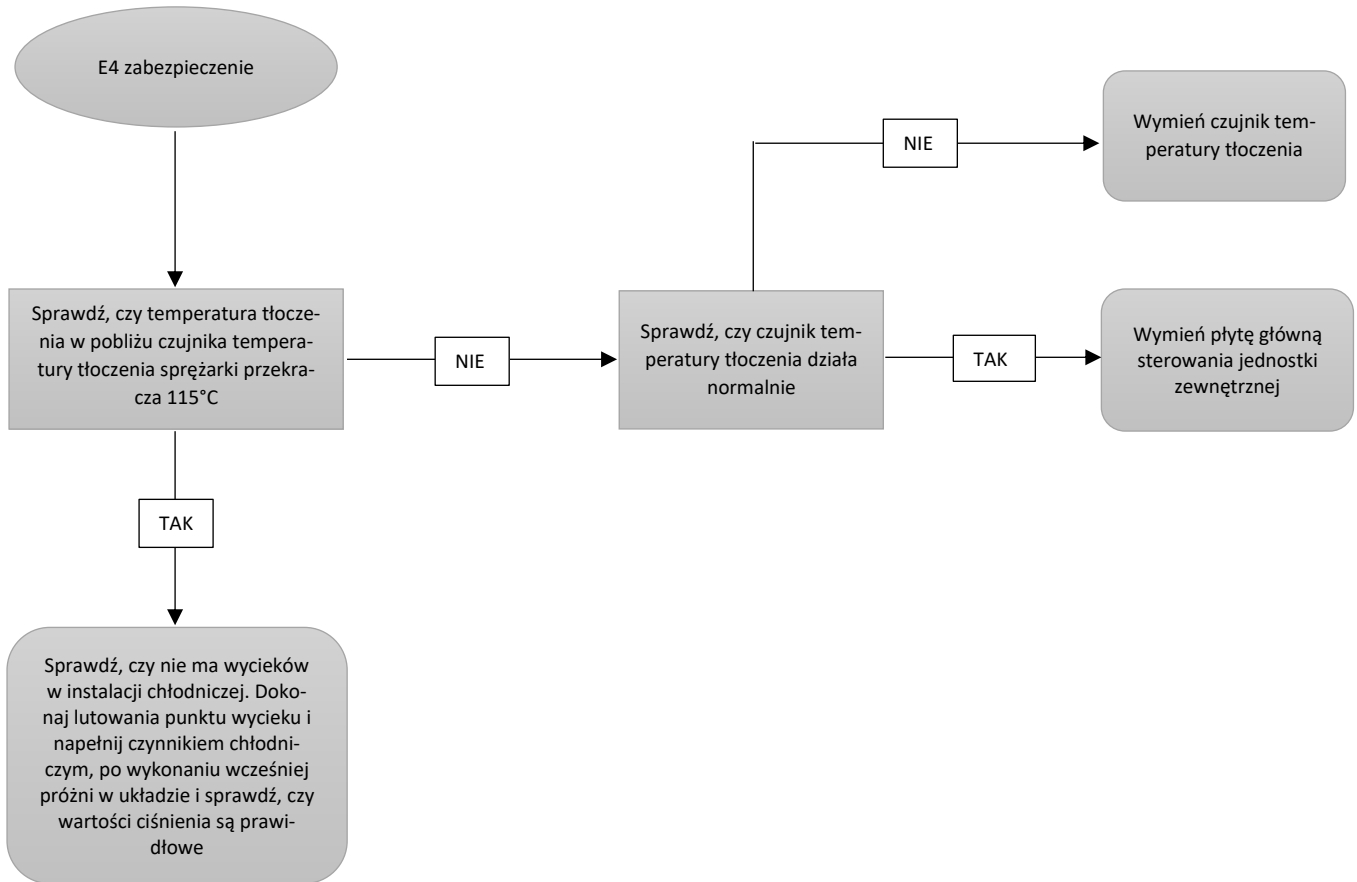 E4 zabezpieczenie
NIE
Wymień czujnik tem-
peratury tłoczenia
Sprawdź, czy temperatura tłocze-
nia w pobliżu czujnika tempera-
tury tłoczenia sprężarki przekra-
cza 115°C
NIE
Sprawdź, czy czujnik tem-
peratury tłoczenia działa
normalnie
TAK
Wymień płytę główną
sterowania jednostki
zewnętrznej
TAK
Sprawdź, czy nie ma wycieków
w instalacji chłodniczej. Doko-
naj lutowania punktu wycieku i
napełnij czynnikiem chłodni-
czym, po wykonaniu wcześniej
próżni w układzie i sprawdź, czy
wartości ciśnienia są prawi-
dłowe